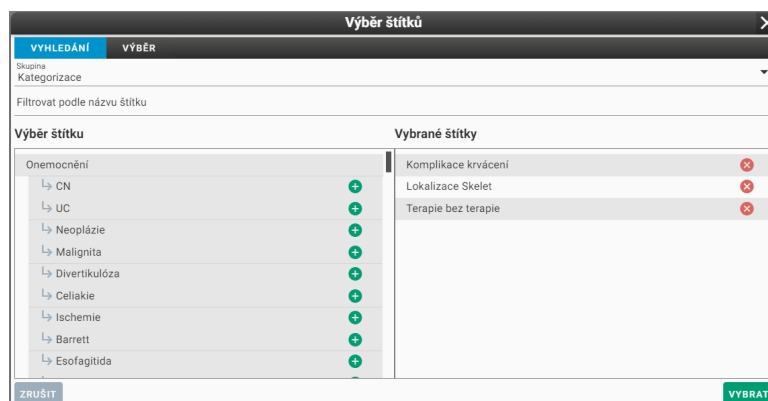 Výběr štítků
VYHLEDÁNÍ VÝBĚR
Skupina
Kategorizace
Filtrovat podle názvu štítku
Výběr štítku
Vybrané štítky
Onemocnění
CN
UC
Neoplázie
Malignita
Divertikulóza
Celiakie
Ischemie
Barrett
Esofagitida
Komplikace krvácení
Lokalizace Skelet
Terapie bez terapie
ZRUŠIT
VYBRAT